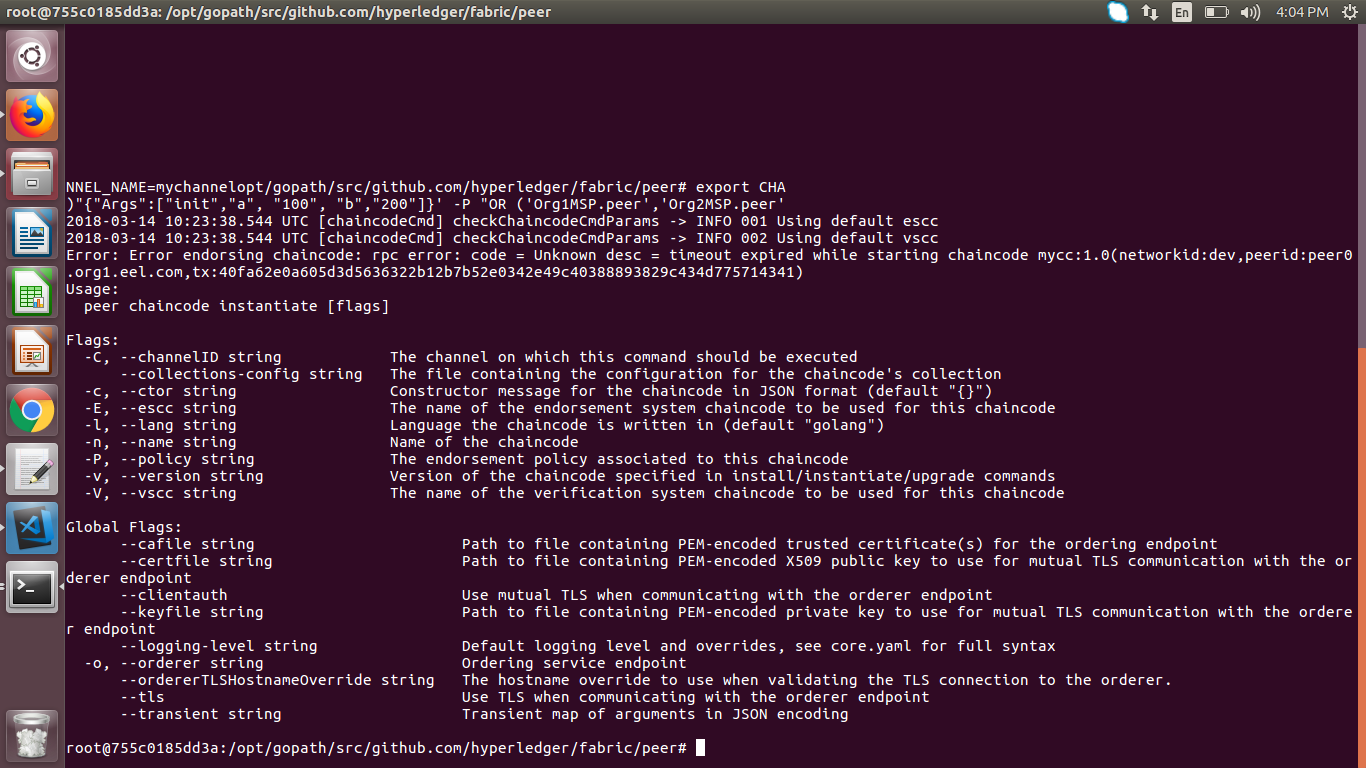 root@755c0185dd3a: /opt/gopath/src/github.com/hyperledger/fabric/peer
En
4:04 PM
NNEL_NAME=mychannelopt/gopath/src/github.com/hyperledger/fabric/peer# export CHA
)"{"Args":["init","a", "100", "b","200"]}' -P "OR ('Org1MSP.peer','Org2MSP.peer'
2018-03-14 10:23:38.544 UTC [chaincodeCmd] checkChaincodeCmdParams -> INFO 001 Using default escc
2018-03-14 10:23:38.544 UTC [chaincodeCmd] checkChaincodeCmdParams -> INFO 002 Using default vscc
Error: Error endorsing chaincode: rpc error: code = Unknown desc = timeout expired while starting chaincode mycc:1.0(networkid:dev,peerid:peer0
.org1.eel.com,tx:40fa62e0a605d3d5636322b12b7b52e0342e49c40388893829c434d775714341)
Usage:
  peer chaincode instantiate [flags]
Flags:
  -C, --channelID string            The channel on which this command should be executed
      --collections-config string   The file containing the configuration for the chaincode's collection
  -c, --ctor string                 Constructor message for the chaincode in JSON format (default "{}")
  -E, --escc string                 The name of the endorsement system chaincode to be used for this chaincode
  -l, --lang string                 Language the chaincode is written in (default "golang")
  -n, --name string                 Name of the chaincode
  -P, --policy string               The endorsement policy associated to this chaincode
  -v, --version string              Version of the chaincode specified in install/instantiate/upgrade commands
  -V, --vscc string                 The name of the verification system chaincode to be used for this chaincode
Global Flags:
      --cafile string                       Path to file containing PEM-encoded trusted certificate(s) for the ordering endpoint
      --certfile string                     Path to file containing PEM-encoded X509 public key to use for mutual TLS communication with the or
derer endpoint
      --clientauth                          Use mutual TLS when communicating with the orderer endpoint
      --keyfile string                      Path to file containing PEM-encoded private key to use for mutual TLS communication with the ordere
r endpoint
      --logging-level string                Default logging level and overrides, see core.yaml for full syntax
  -o, --orderer string                      Ordering service endpoint
      --ordererTLSHostnameOverride string   The hostname override to use when validating the TLS connection to the orderer.
      --tls                                 Use TLS when communicating with the orderer endpoint
      --transient string                    Transient map of arguments in JSON encoding
root@755c0185dd3a:/opt/gopath/src/github.com/hyperledger/fabric/peer#